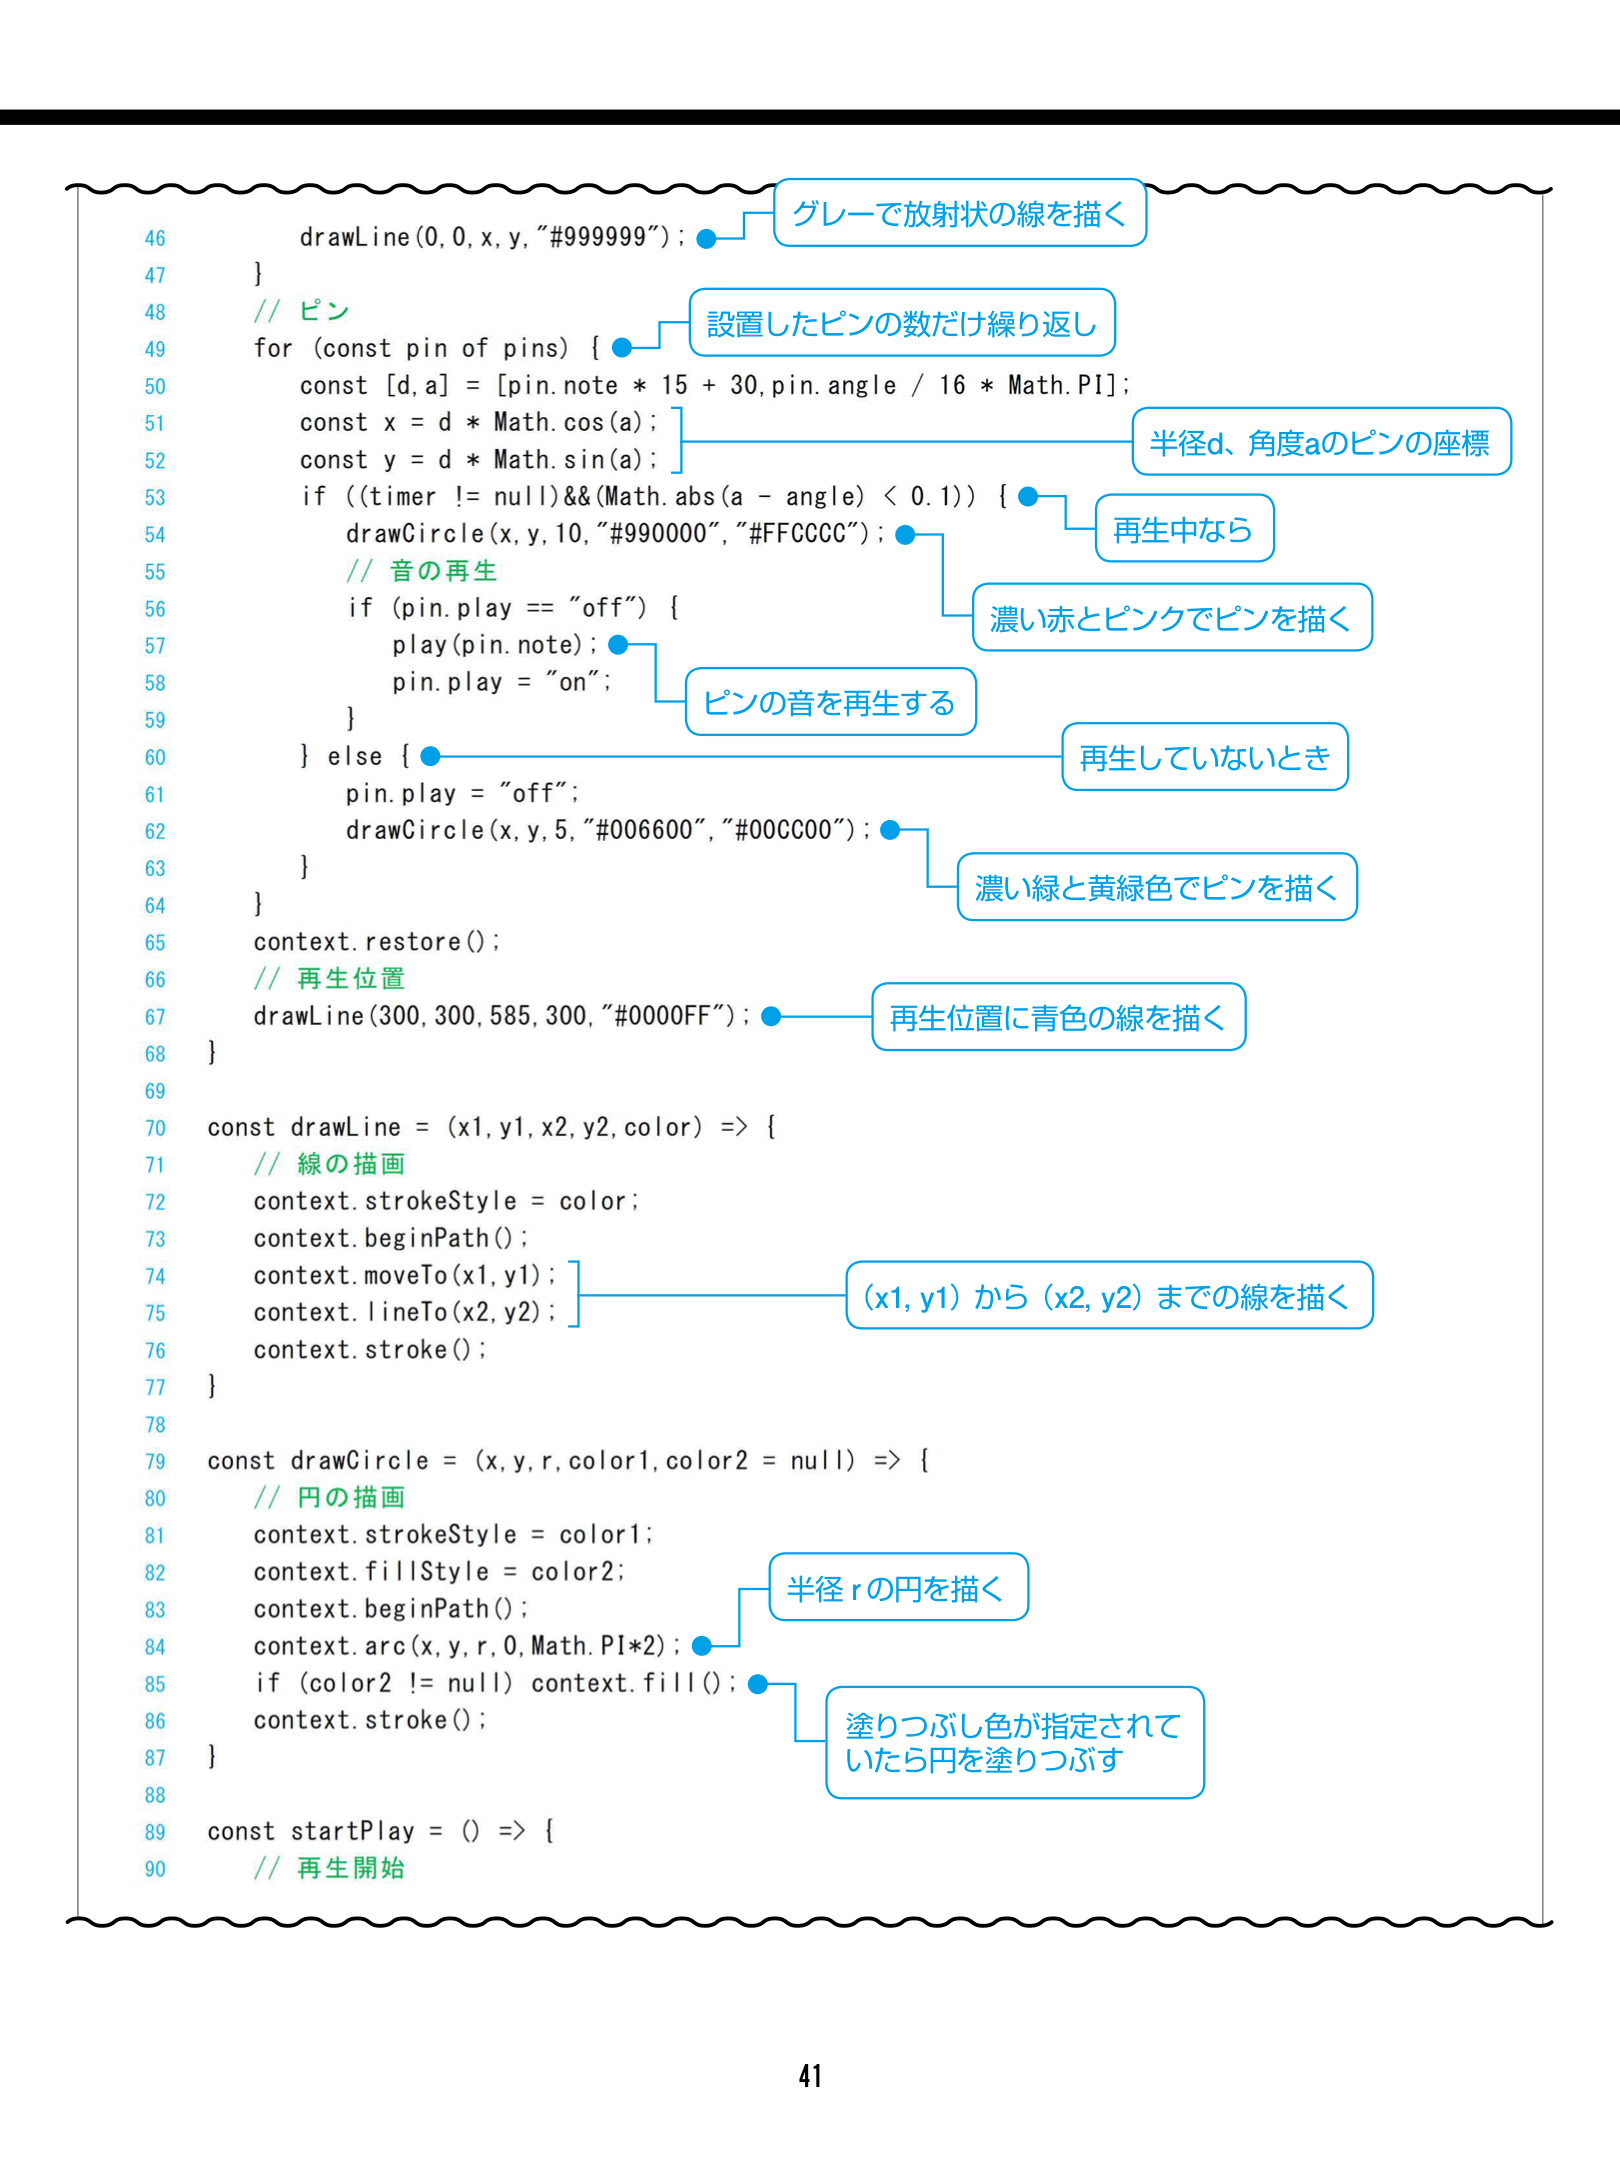 グレーで放射状の線を描く
46 drawLine(0,0,x,y,"#999999");
47 }
48 // ピン
設置したピンの数だけ繰り返し
49 for (const pin of pins) {
50 const [d,a] = [pin.note * 15 + 30,pin.angle / 16 * Math.PI];
51 const x = d * Math.cos(a);
半径d、角度aのピンの座標
52 const y = d * Math.sin(a);
53 if ((timer != null)&&(Math.abs(a - angle) < 0.1)) {
再生中なら
54 drawCircle(x,y,10,"#990000","#FFCCCC");
濃い赤とピンクでピンを描く
55 // 音の再生
56 if (pin.play == "off") {
57 play(pin.note);
ピンの音を再生する
58 pin.play = "on";
59 }
60 } else {
再生していないとき
61 pin.play = "off";
62 drawCircle(x,y,5,"#006600","#00CC00");
濃い緑と黄緑色でピンを描く
63 }
64 }
65 context.restore();
66 // 再生位置
67 drawLine(300,300,585,300,"#0000FF");
再生位置に青色の線を描く
68 }
69
70 const drawLine = (x1,y1,x2,y2,color) => {
71 // 線の描画
72 context.strokeStyle = color;
73 context.beginPath();
74 context.moveTo(x1,y1);
（x1, y1）から（x2, y2）までの線を描く
75 context.lineTo(x2,y2);
76 context.stroke();
77 }
78
79 const drawCircle = (x,y,r,color1,color2 = null) => {
80 // 円の描画
81 context.strokeStyle = color1;
82 context.fillStyle = color2;
半径 r の円を描く
83 context.beginPath();
84 context.arc(x,y,r,0,Math.PI*2);
85 if (color2 != null) context.fill();
塗りつぶし色が指定されて
いたら円を塗りつぶす
86 context.stroke();
87 }
88
89 const startPlay = () => {
90 // 再生開始
41